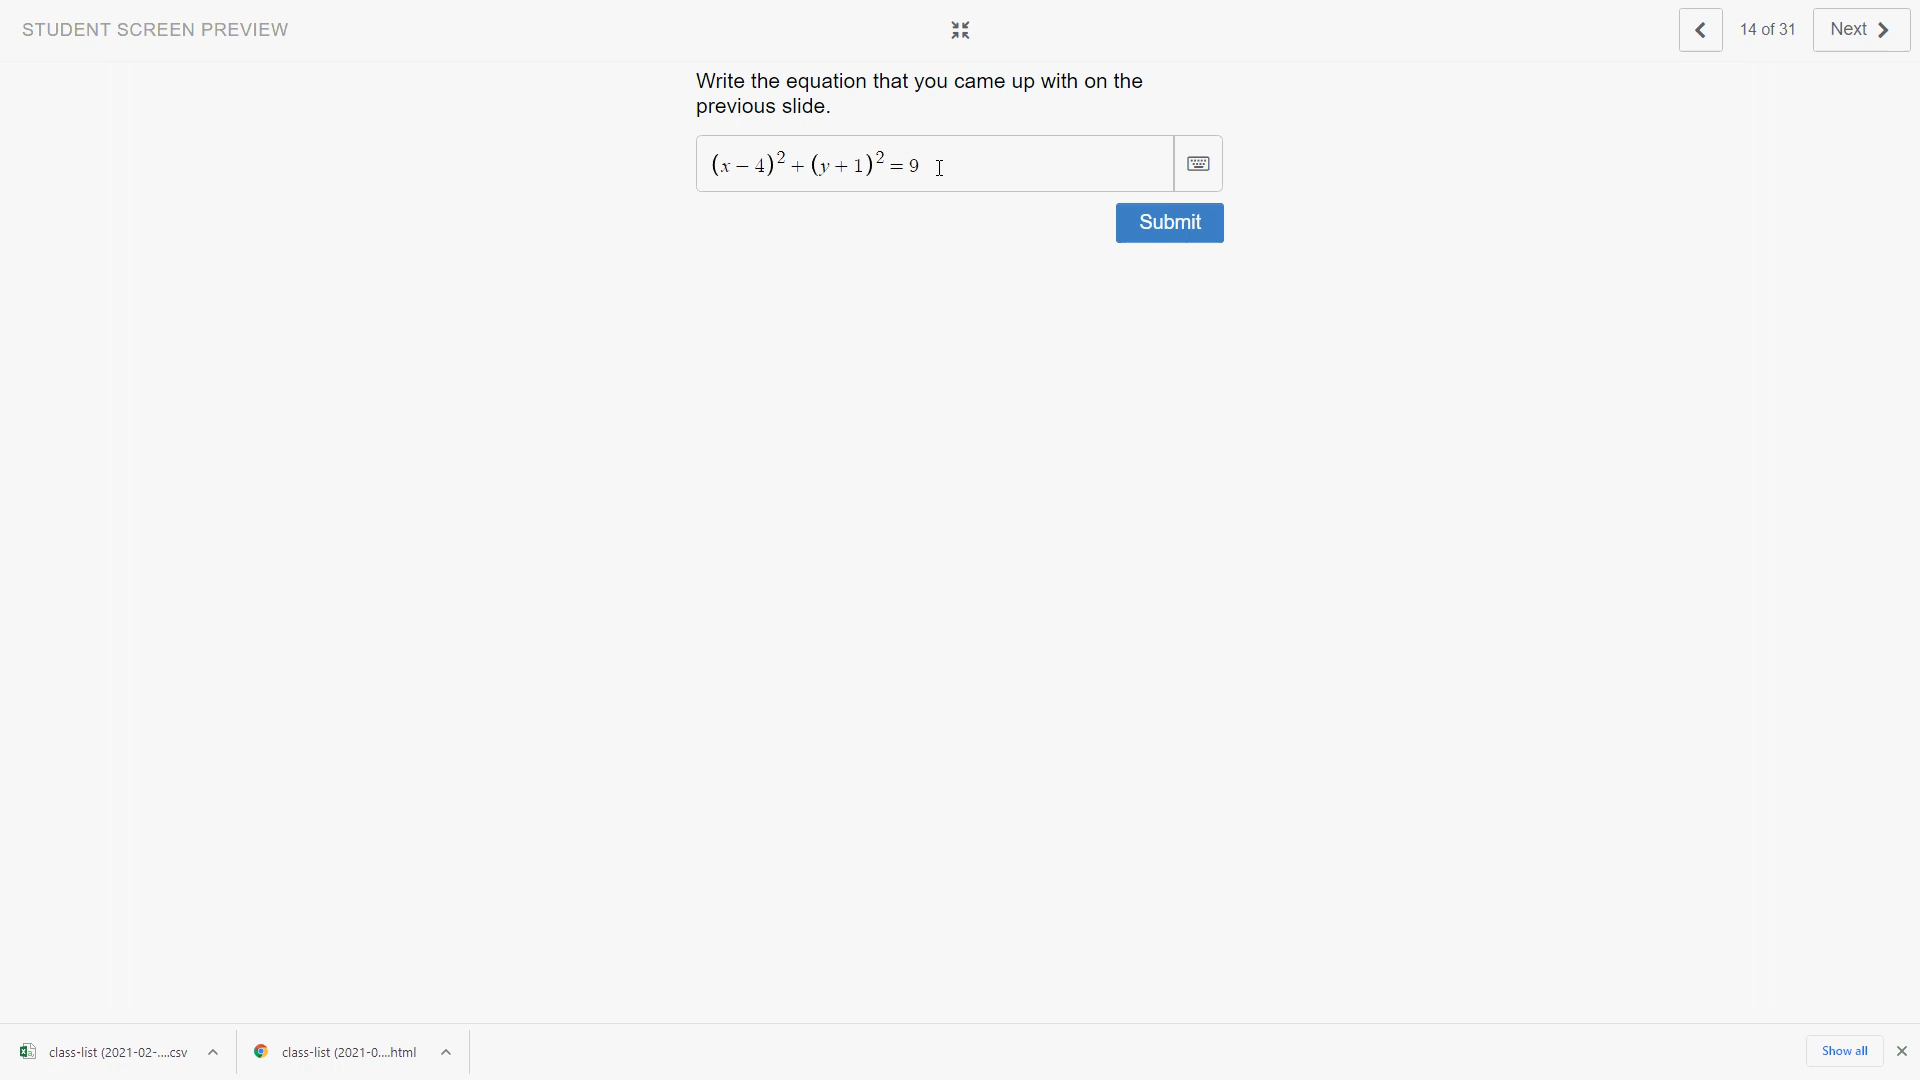 STUDENT SCREEN PREVIEW
14 of 31
Next
Write the equation that you came up with on the
previous slide.
(x − 4)² + (y + 1)² = 9
Submit
class-list (2021-02-....csv
class-list (2021-0....html
Show all